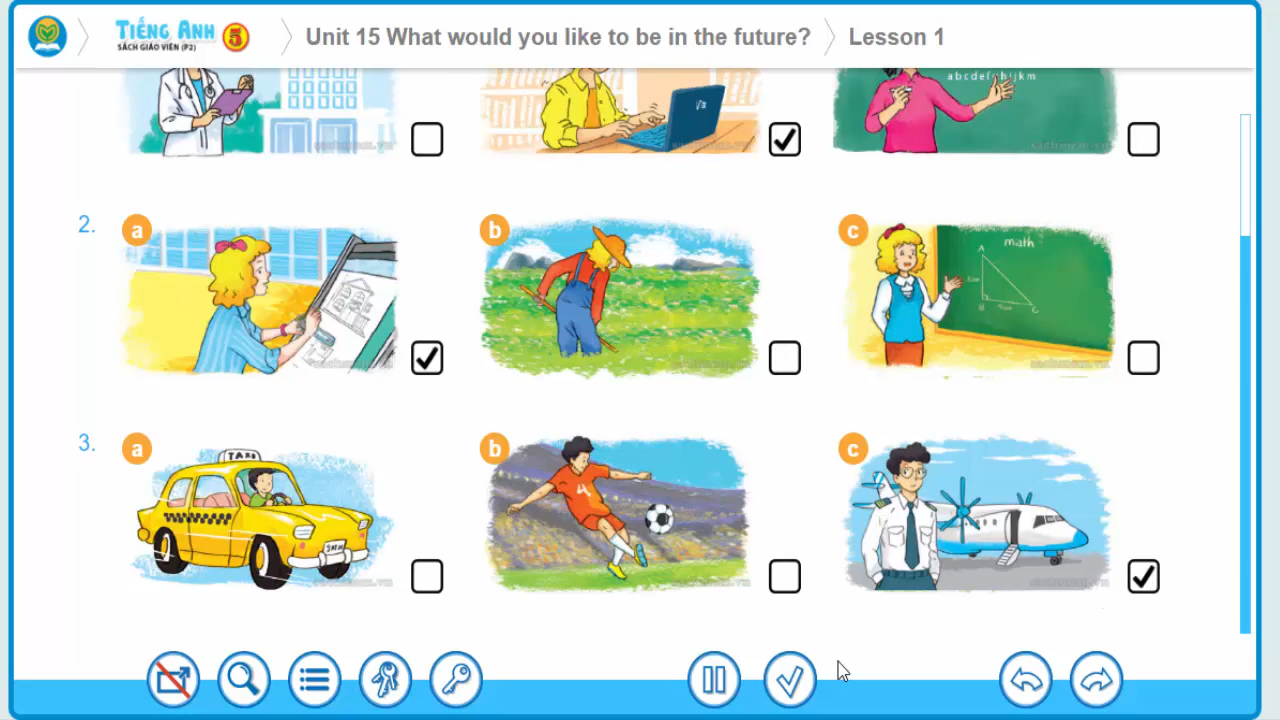 TIẾNG ANH 5
SÁCH GIÁO VIÊN (P2)
Unit 15 What would you like to be in the future?
Lesson 1
√3
abcdefghijkm
2.
a
b
c
math
A
B
C
3.
a
b
c
TAXI
4